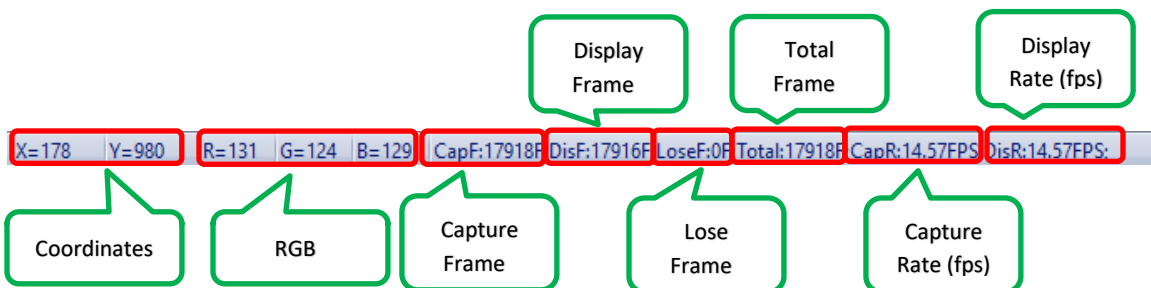 Display
Frame
Total
Frame
Display
Rate (fps)
X=178 Y=980 R=131 G=124 B=129 CapF:17918F DisF:17916F LoseF:0F Total:17918F CapR:14.57FPS DisR:14.57FPS:
Coordinates
RGB
Capture
Frame
Lose
Frame
Capture
Rate (fps)